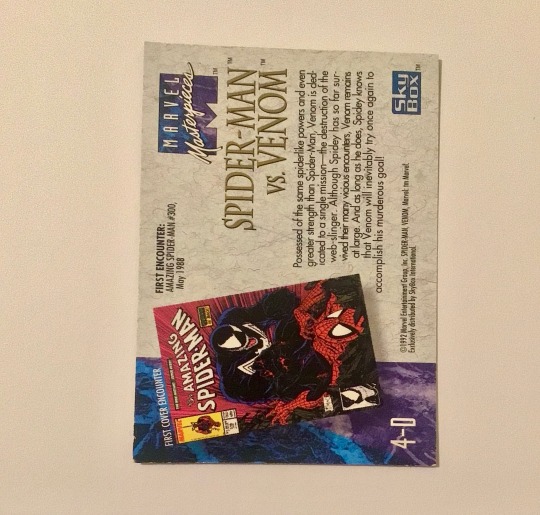 MARVEL
Masterpieces™
SPIDER-MAN™
VS. VENOM™
FIRST ENCOUNTER:
AMAZING SPIDER-MAN #300,
May 1988
Possessed of the same spiderlike powers and even
greater strength than Spider-Man, Venom is ded-
icated to a single mission—the destruction of the
web-slinger. Although Spidey has so far sur-
vived their many vicious encounters, Venom remains
at large. And as long as he does, Spidey knows
that Venom will inevitably try once again to
accomplish his murderous goal!
FIRST COVER ENCOUNTER
THE AMAZING
SPIDER-MAN
©1992 Marvel Entertainment Group, Inc. SPIDER-MAN, VENOM, Marvel: tm Marvel.
Exclusively distributed by SkyBox International.
SKY
BOX™
4-D